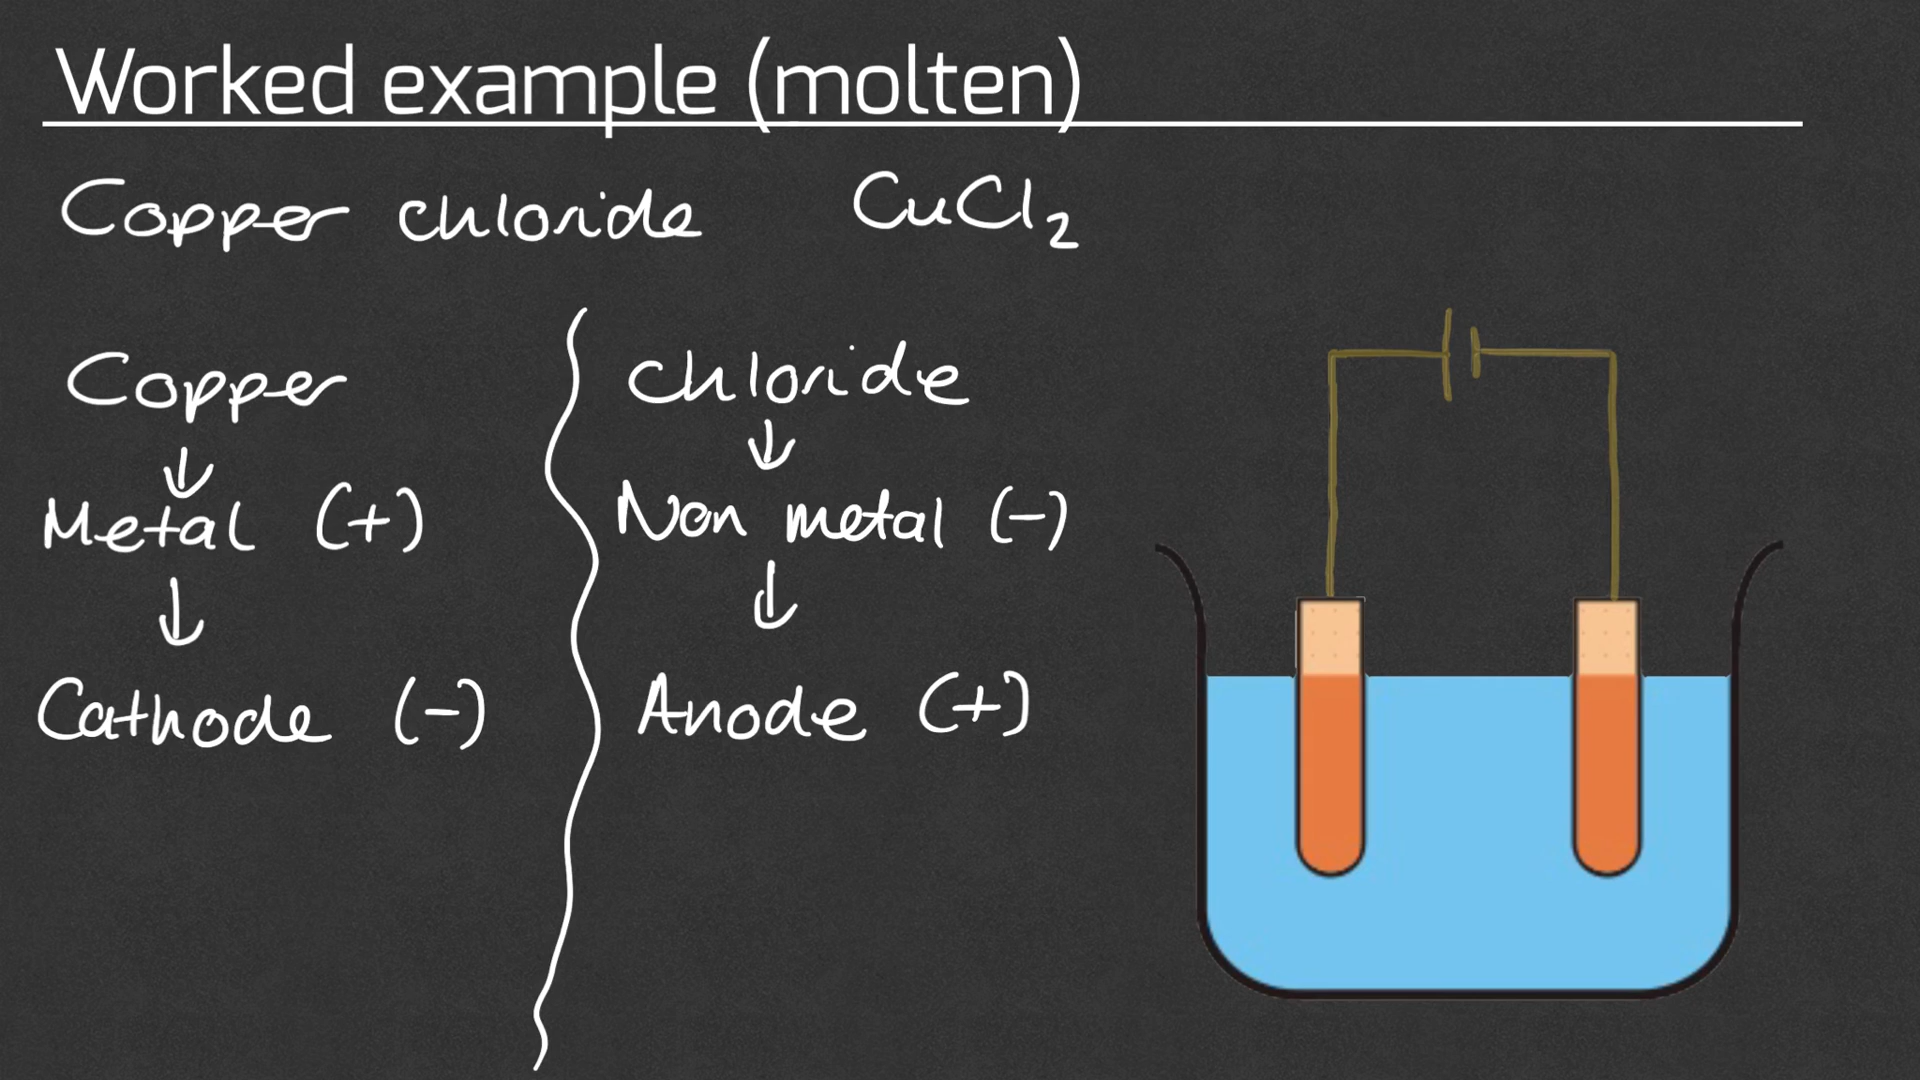 Worked example (molten)
Copper chloride CuCl₂
Copper
↓
Metal (+)
↓
Cathode (-)
Chloride
↓
Non metal (-)
↓
Anode (+)